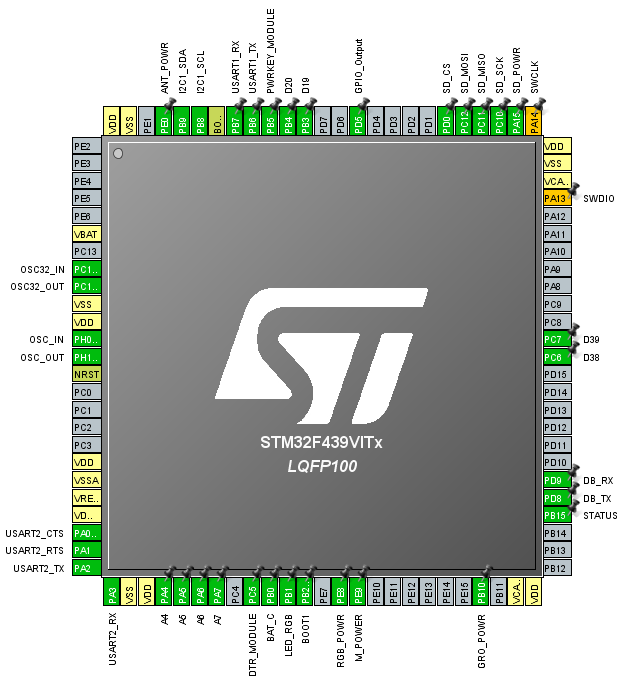 ANT_POWR
I2C1_SDA
I2C1_SCL
USART1_RX
USART1_TX
PWRKEY_MODULE
D20
D19
GPIO_Output
SD_CS
SD_MOSI
SD_MISO
SD_SCK
SD_POWR
SWCLK
VDD
VSS
PE1
PE0
PB9
PB8
BO..
PB7
PB6
PB5
PB4
PB3
PD7
PD6
PD5
PD4
PD3
PD2
PD1
PD0
PC12
PC11
PC10
PA15
PA14
PE2
PE3
PE4
PE5
PE6
VBAT
PC13
OSC32_IN PC1..
OSC32_OUT PC1..
VSS
VDD
OSC_IN PH0..
OSC_OUT PH1..
NRST
PC0
PC1
PC2
PC3
VDD
VSSA
VRE..
VD..
USART2_CTS PA0..
USART2_RTS PA1
USART2_TX PA2
STM32F439VITx
LQFP100
VDD
VSS
VCA..
PA13 SWDIO
PA12
PA11
PA10
PA9
PA8
PC9
PC8
PC7 D39
PC6 D38
PD15
PD14
PD13
PD12
PD11
PD10
PD9 DB_RX
PD8 DB_TX
PB15 STATUS
PB14
PB13
PB12
PA3
VSS
VDD
PA4
PA5
PA6
PA7
PC4
PC5
PB0
PB1
PB2..
PE7
PE8
PE9
PE10
PE11
PE12
PE13
PE14
PE15
PB10
PB11
VCA..
VDD
USART2_RX
A4
A5
A6
A7
DTR_MODULE
BAT_C
LED_RGB
BOOT1
RGB_POWR
M_POWER
GRO_POWR